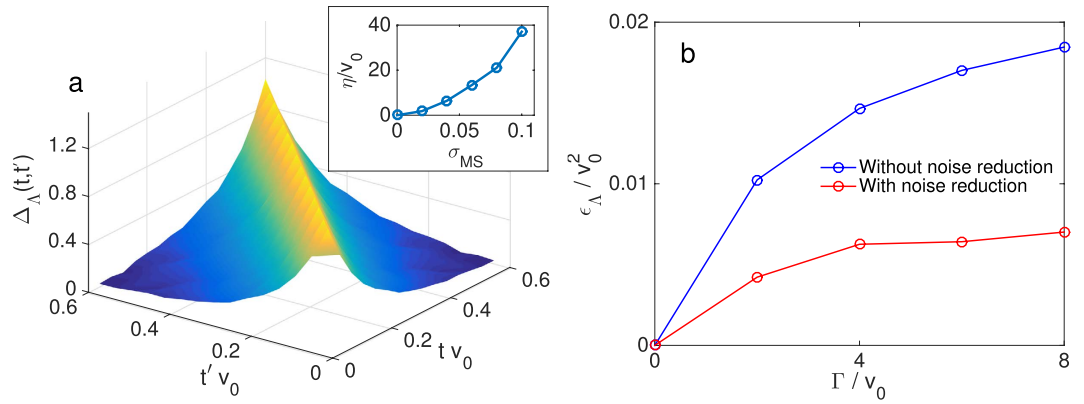 a
Δ_Λ(t,t′)
1.2
0.8
0.4
0
0.6
0.4
0.2
0
t′ v_0
0
0.2
0.4
0.6
t v_0
η/v_0
40
20
0
0
0.05
0.1
σ_MS
b
ϵ_Λ / v_0^2
0.02
0.01
0
0
4
8
Γ / v_0
Without noise reduction
With noise reduction